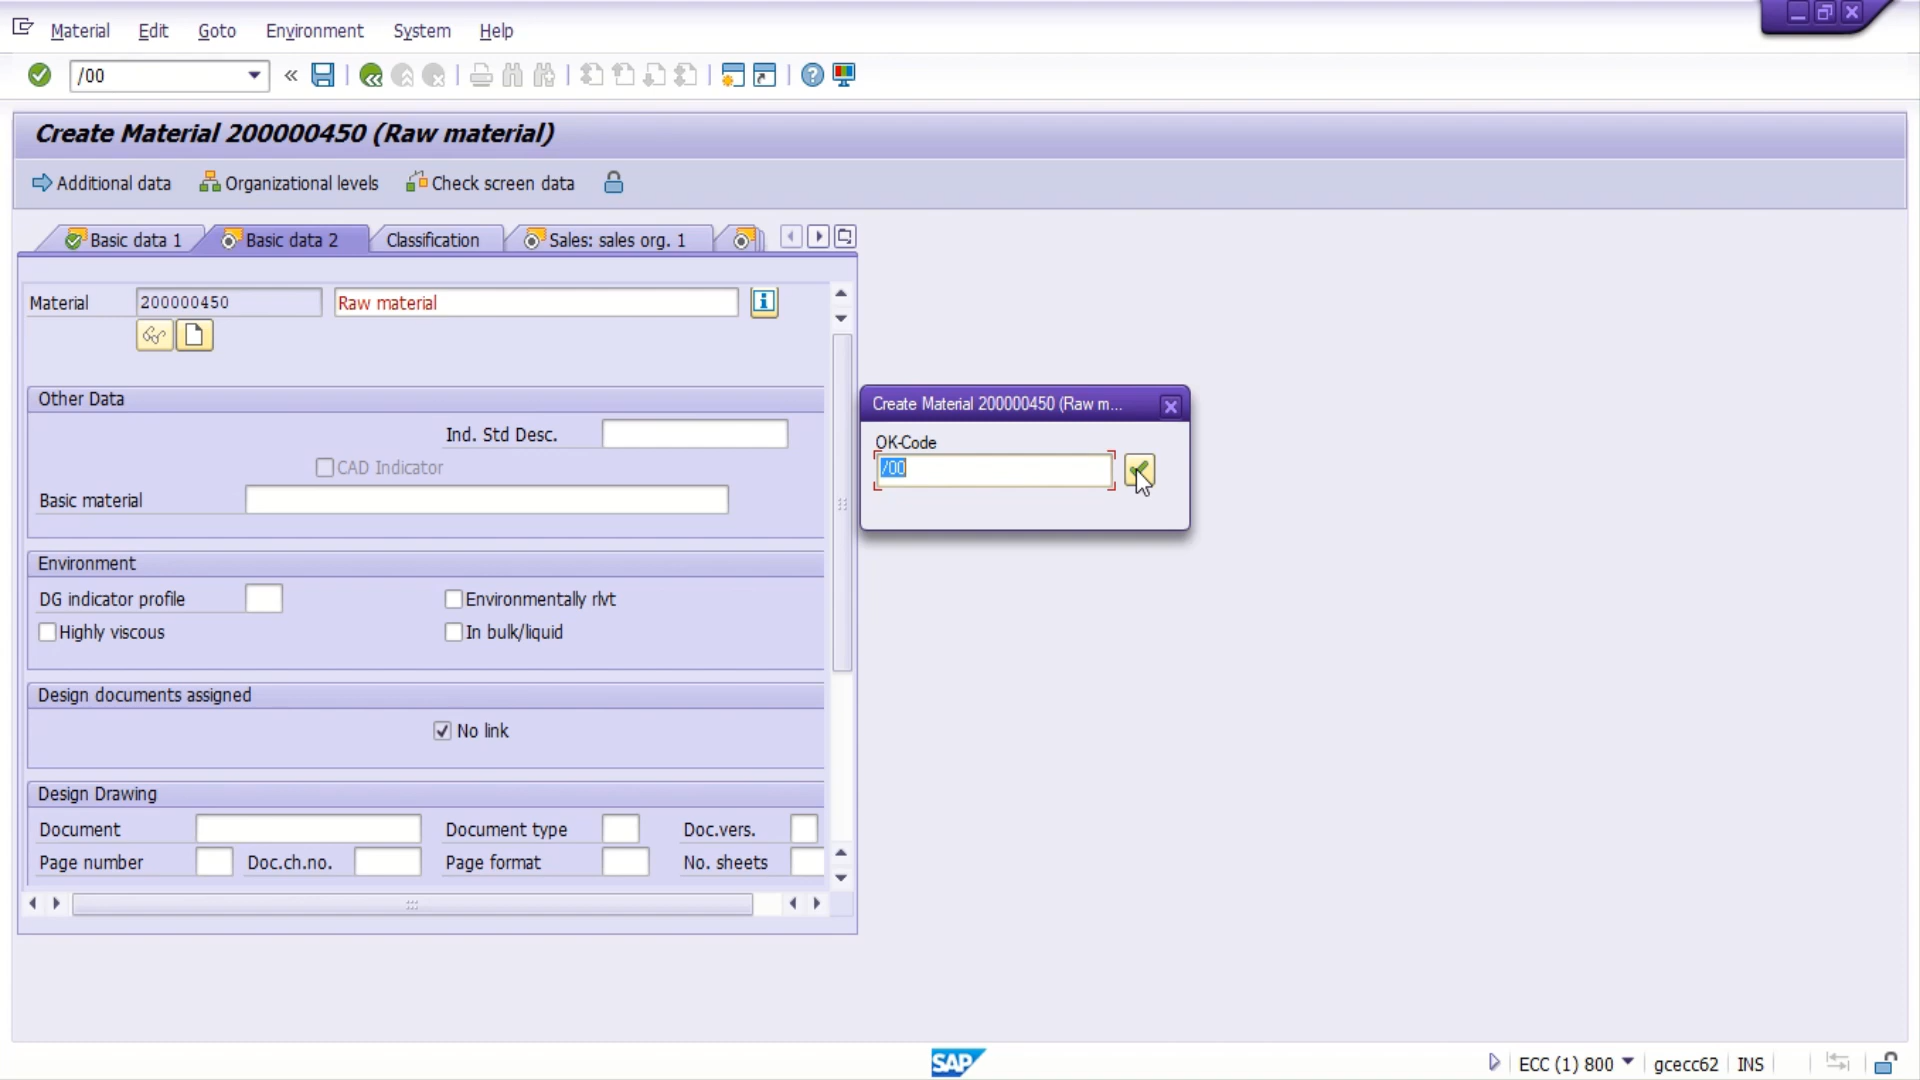 Material Edit Goto Environment System Help
/00
Create Material 200000450 (Raw material)
Additional data Organizational levels Check screen data
Basic data 1 Basic data 2 Classification Sales: sales org. 1
Material 200000450 Raw material
Other Data
Ind. Std Desc.
CAD Indicator
Basic material
Environment
DG indicator profile Environmentally rlvt
Highly viscous In bulk/liquid
Design documents assigned
No link
Design Drawing
Document Document type Doc.vers.
Page number Doc.ch.no. Page format No. sheets
Create Material 200000450 (Raw m...
OK-Code
/00
SAP ECC (1) 800 gcecc62 INS